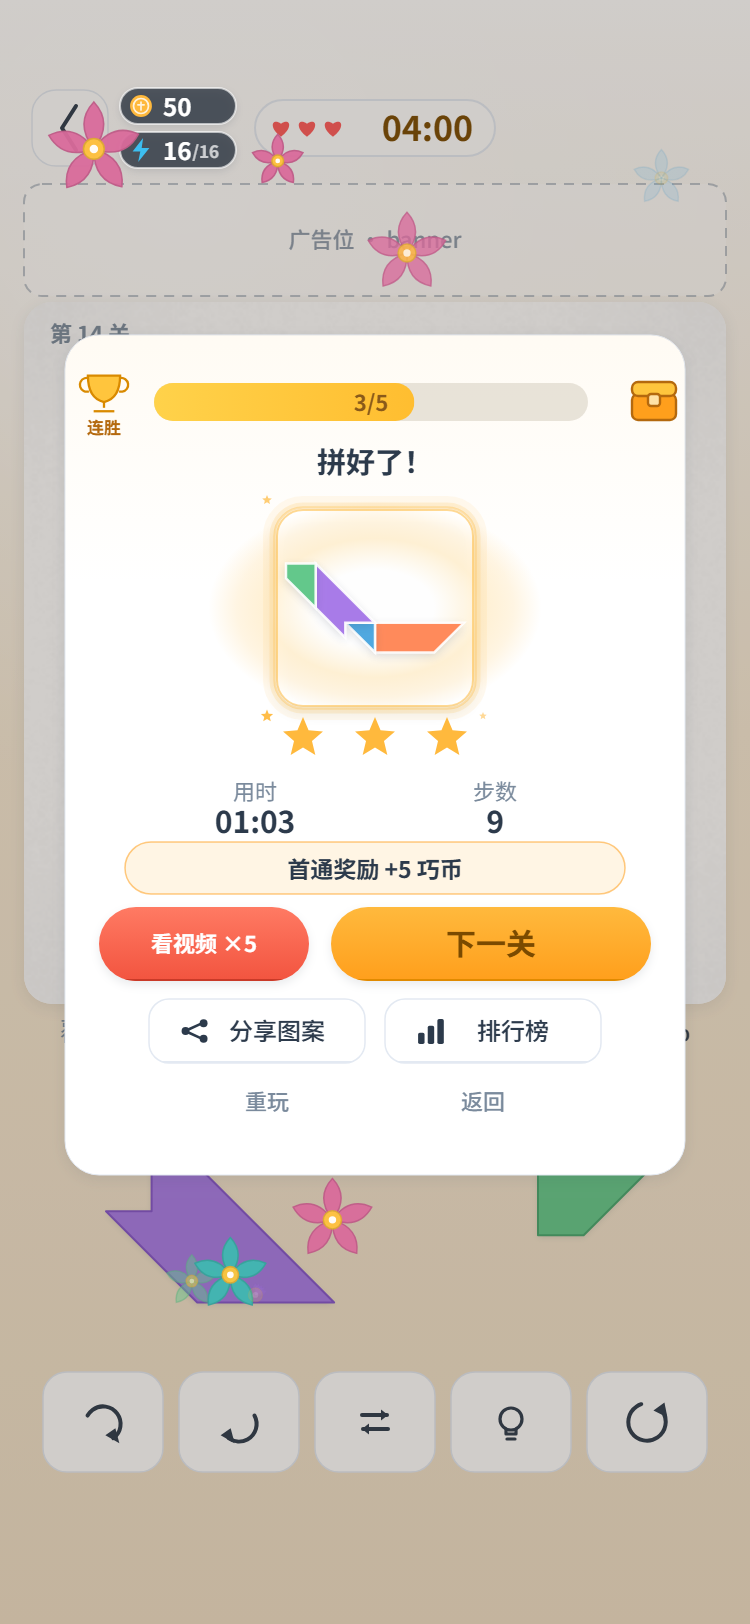 50
16/16
04:00
广告位 · banner
第 14 关
3/5
连胜
拼好了!
用时
步数
01:03
9
首通奖励 +5 巧币
看视频 ×5
下一关
分享图案
排行榜
重玩
返回